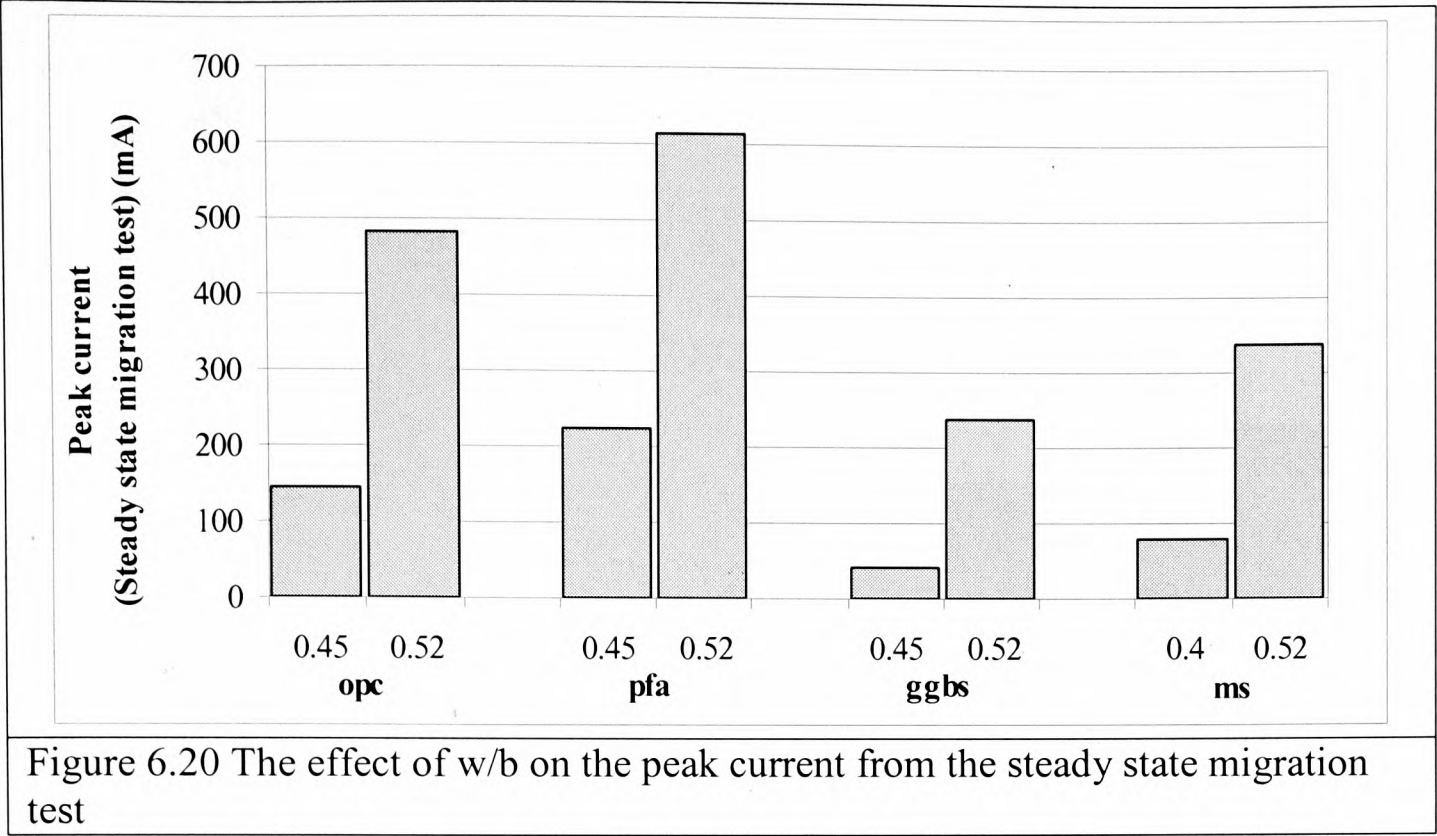 700
600
500
400
300
200
100
0
Peak current
(Steady state migration test) (mA)
0.45 0.52 0.45 0.52 0.45 0.52 0.4 0.52
opc pfa ggbs ms
Figure 6.20 The effect of w/b on the peak current from the steady state migration
test